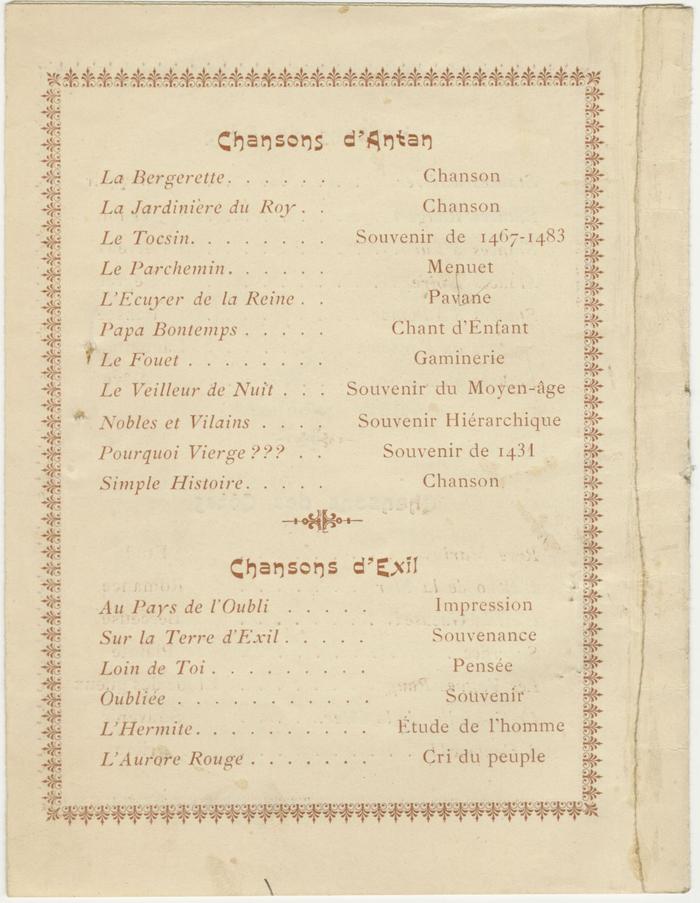 Chansons d'Antan
La Bergerette. . . . . . Chanson
La Jardinière du Roy. . Chanson
Le Tocsin. . . . . . . . Souvenir de 1467-1483
Le Parchemin. . . . . . Menuet
L'Ecuyer de la Reine . . Pavane
Papa Bontemps . . . . . Chant d'Enfant
Le Fouet . . . . . . . . Gaminerie
Le Veilleur de Nuit . . . Souvenir du Moyen-âge
Nobles et Vilains . . . . Souvenir Hiérarchique
Pourquoi Vierge ??? . . Souvenir de 1431
Simple Histoire. . . . . Chanson
Chansons d'Exil
Au Pays de l'Oubli . . . . . Impression
Sur la Terre d'Exil . . . . . Souvenance
Loin de Toi . . . . . . . . . Pensée
Oubliée . . . . . . . . . . . Souvenir
L'Hermite. . . . . . . . . . Etude de l'homme
L'Aurore Rouge . . . . . . . Cri du peuple